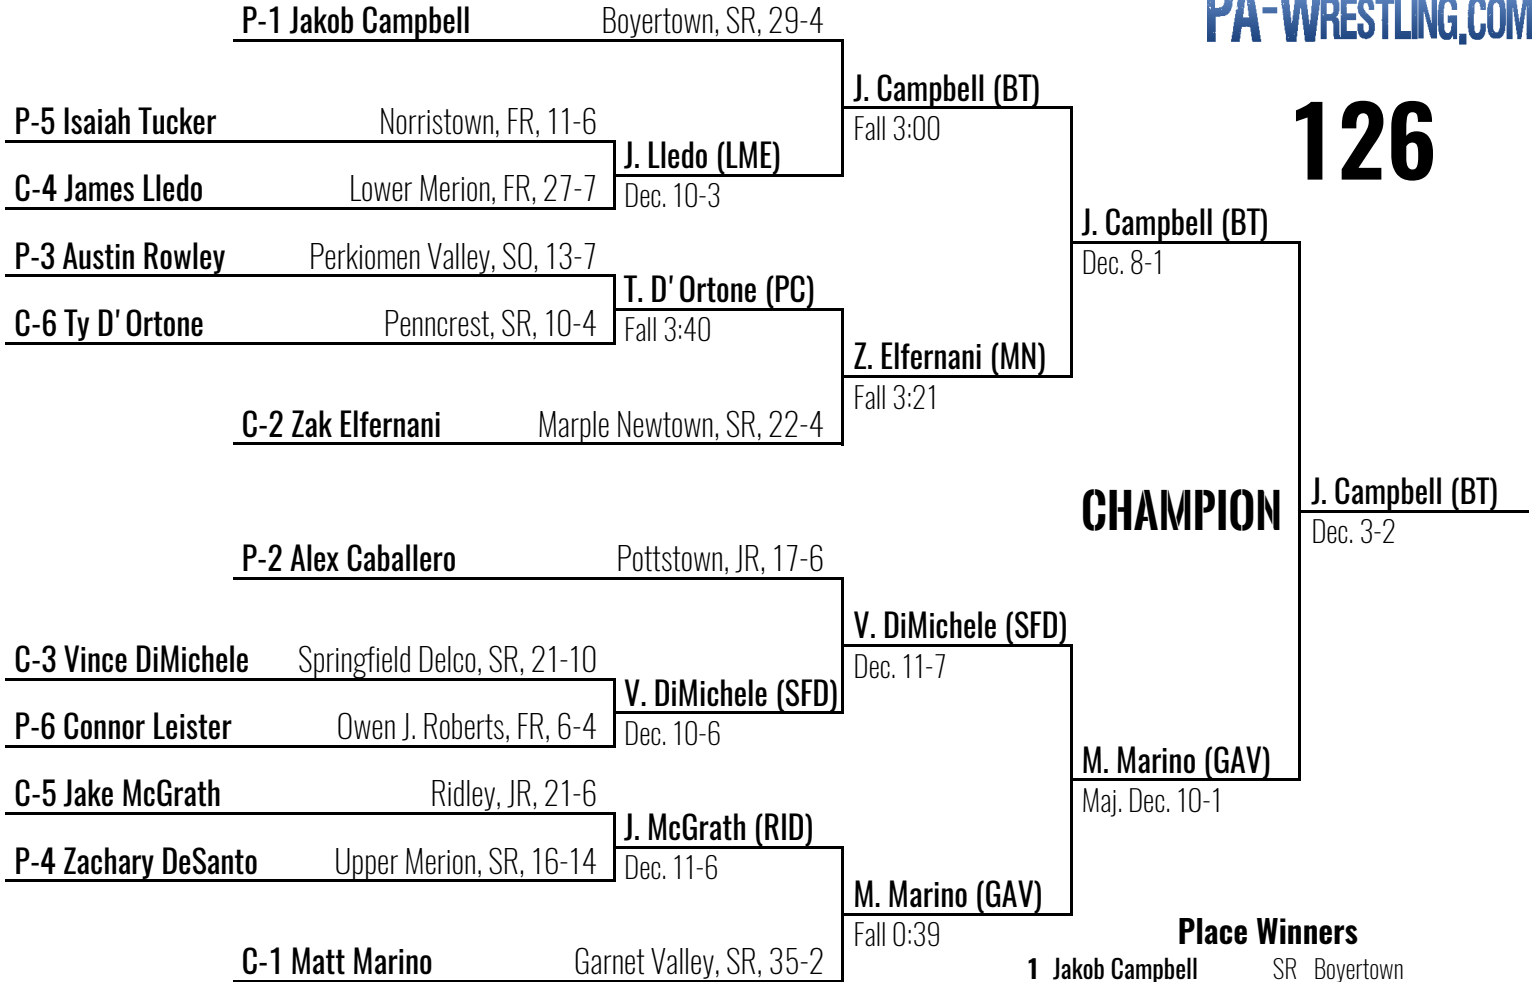 P-1 Jakob Campbell Boyertown, SR, 29-4
PA-WRESTLING.COM
J. Campbell (BT)
126
P-5 Isaiah Tucker Norristown, FR, 11-6
Fall 3:00
J. Lledo (LME)
C-4 James Lledo Lower Merion, FR, 27-7
Dec. 10-3
J. Campbell (BT)
P-3 Austin Rowley Perkiomen Valley, SO, 13-7
Dec. 8-1
T. D'Ortone (PC)
C-6 Ty D'Ortone Penncrest, SR, 10-4
Fall 3:40
Z. Elfernani (MN)
Fall 3:21
C-2 Zak Elfernani Marple Newtown, SR, 22-4
J. Campbell (BT)
CHAMPION
Dec. 3-2
P-2 Alex Caballero Pottstown, JR, 17-6
V. DiMichele (SFD)
C-3 Vince DiMichele Springfield Delco, SR, 21-10
Dec. 11-7
V. DiMichele (SFD)
P-6 Connor Leister Owen J. Roberts, FR, 6-4
Dec. 10-6
M. Marino (GAV)
C-5 Jake McGrath Ridley, JR, 21-6
Maj. Dec. 10-1
J. McGrath (RID)
P-4 Zachary DeSanto Upper Merion, SR, 16-14
Dec. 11-6
M. Marino (GAV)
Fall 0:39
Place Winners
C-1 Matt Marino Garnet Valley, SR, 35-2
1 Jakob Campbell SR Boyertown